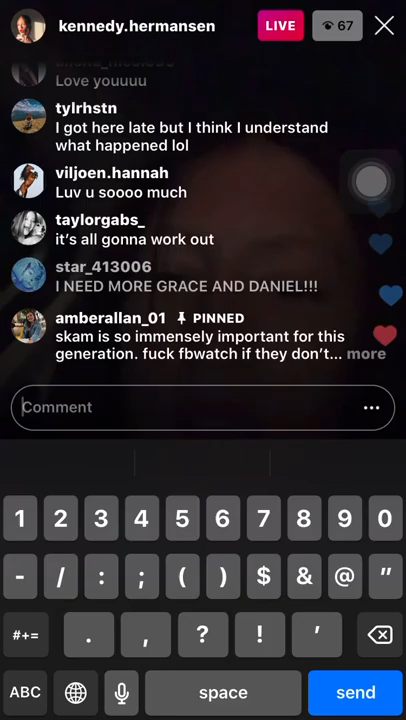 kennedy.hermansen
LIVE
67
Love youuuu
tylrhstn
I got here late but I think I understand
what happened lol
viljoen.hannah
Luv u soooo much
taylorgabs_
it's all gonna work out
star_413006
I NEED MORE GRACE AND DANIEL!!!
amberallan_01 PINNED
skam is so immensely important for this
generation. fuck fbwatch if they don't... more
Comment
1 2 3 4 5 6 7 8 9 0
- / : ; ( ) $ & @ "
#+= . , ? ! '
ABC space send